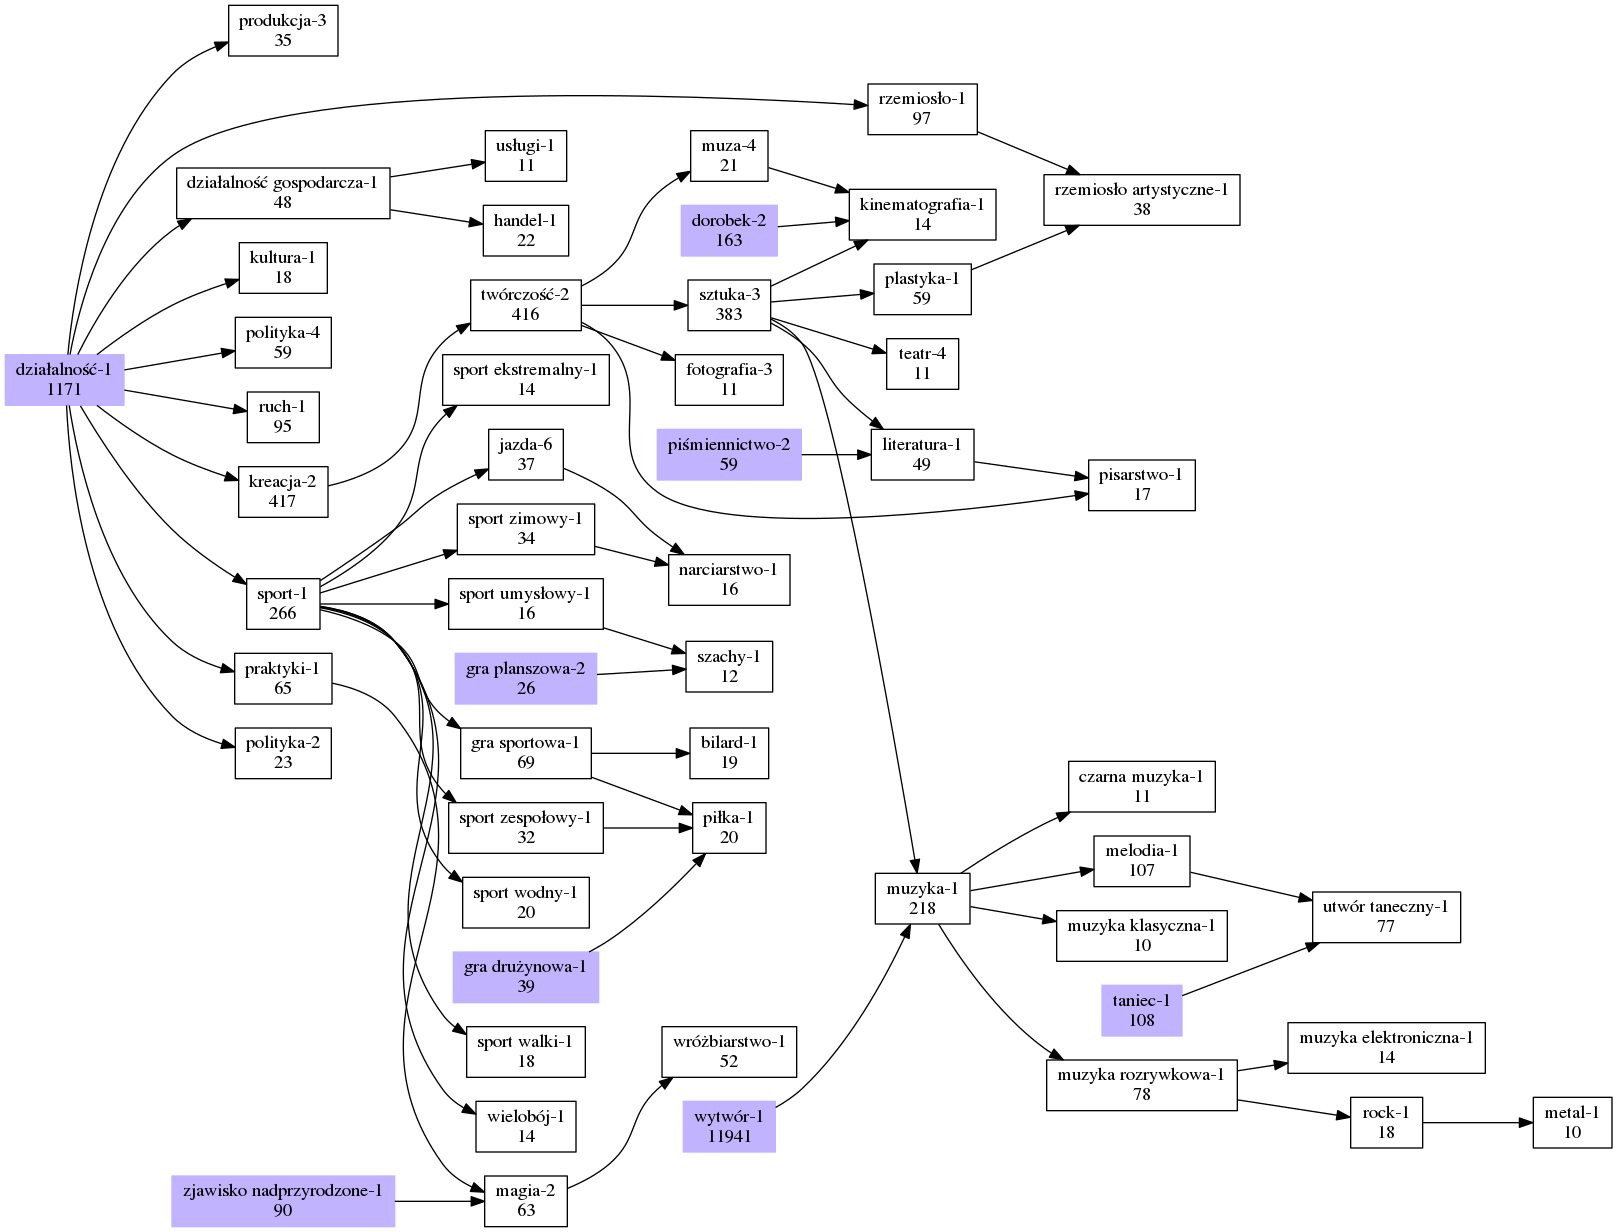 produkcja-3
35
rzemiosło-1
97
usługi-1
11
muza-4
21
działalność gospodarcza-1
48
rzemiosło artystyczne-1
38
kinematografia-1
14
handel-1
22
dorobek-2
163
kultura-1
18
plastyka-1
59
twórczość-2
416
sztuka-3
383
polityka-4
59
teatr-4
11
działalność-1
1171
sport ekstremalny-1
14
fotografia-3
11
ruch-1
95
jazda-6
37
piśmiennictwo-2
59
literatura-1
49
kreacja-2
417
pisarstwo-1
17
sport zimowy-1
34
narciarstwo-1
16
sport-1
266
sport umysłowy-1
16
szachy-1
12
praktyki-1
65
gra planszowa-2
26
polityka-2
23
gra sportowa-1
69
bilard-1
19
czarna muzyka-1
11
sport zespołowy-1
32
piłka-1
20
melodia-1
107
sport wodny-1
20
muzyka-1
218
utwór taneczny-1
77
muzyka klasyczna-1
10
gra drużynowa-1
39
taniec-1
108
sport walki-1
18
wróżbiarstwo-1
52
muzyka elektroniczna-1
14
muzyka rozrywkowa-1
78
wielobój-1
14
wytwór-1
11941
rock-1
18
metal-1
10
zjawisko nadprzyrodzone-1
90
magia-2
63